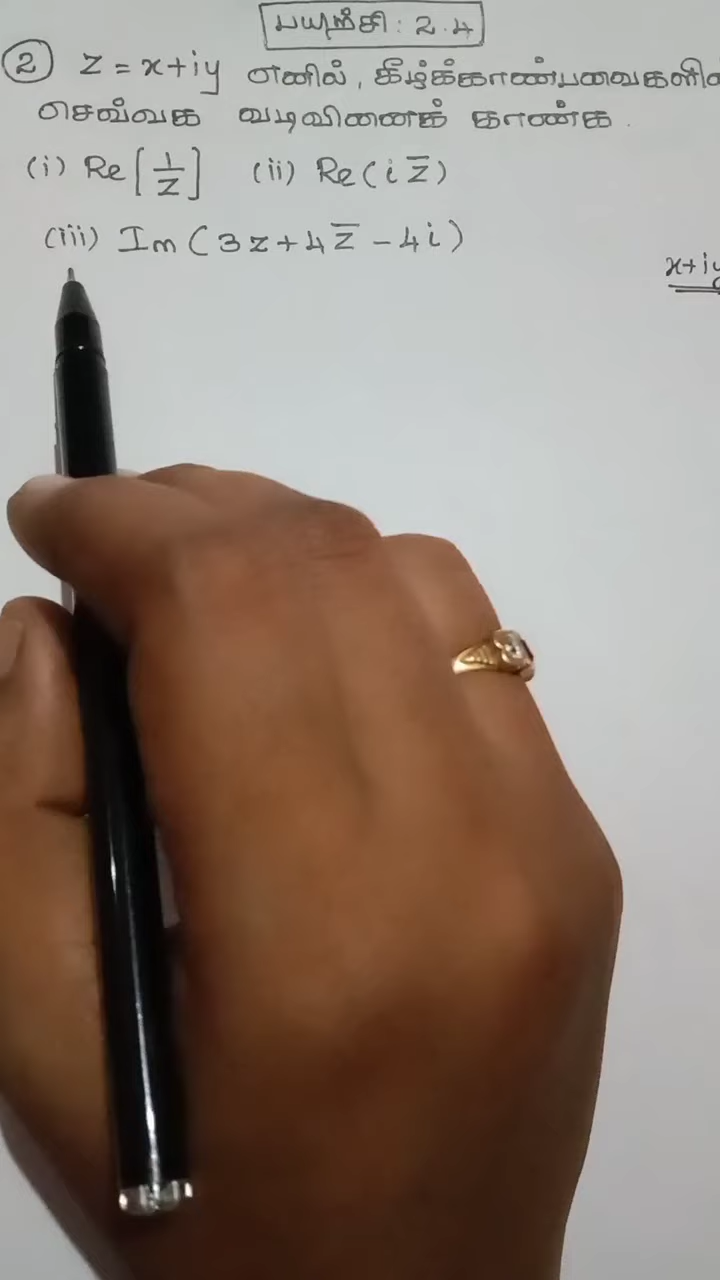 பயிற்சி : 2.4
② z = x+iy எனில், கீழ்க்காண்பவைகளின்
செவ்வக வடிவினைக் காண்க.
(i) Re[1/z] (ii) Re(i z̅)
(iii) Im(3z+4z̅-4i)
x+iy